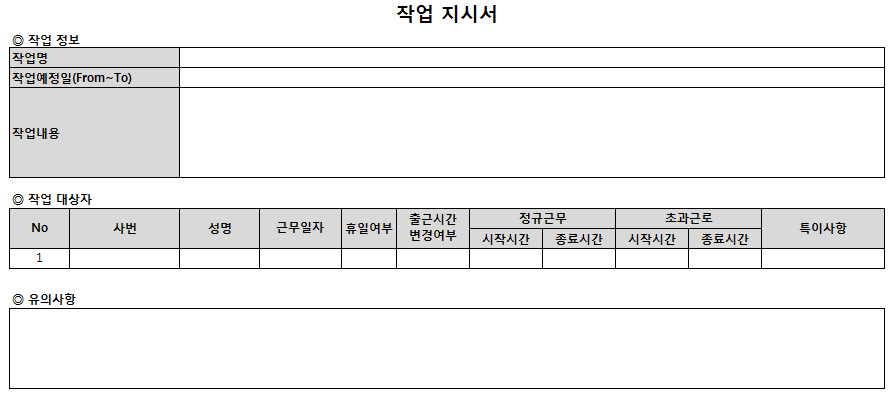 작업 지시서
◎ 작업 정보
작업명
작업예정일(From~To)
작업내용
◎ 작업 대상자
No 사번 성명 근무일자 휴일여부 출근시간 변경여부 정규근무 초과근로 특이사항
시작시간 종료시간 시작시간 종료시간
1
◎ 유의사항